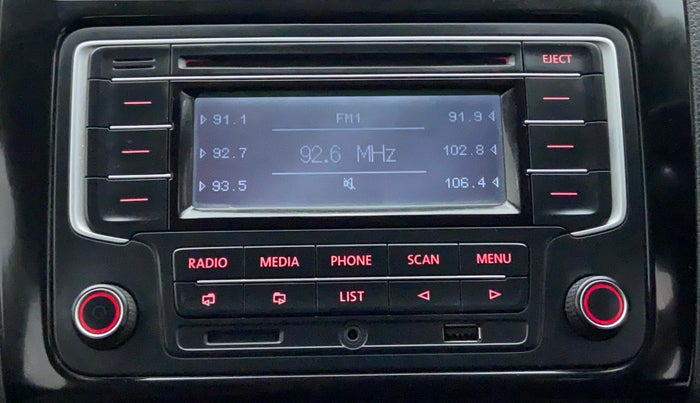 EJECT
91.1 FM1 91.9
92.7 92.6 MHz 102.8
93.5 106.4
RADIO MEDIA PHONE SCAN MENU
LIST